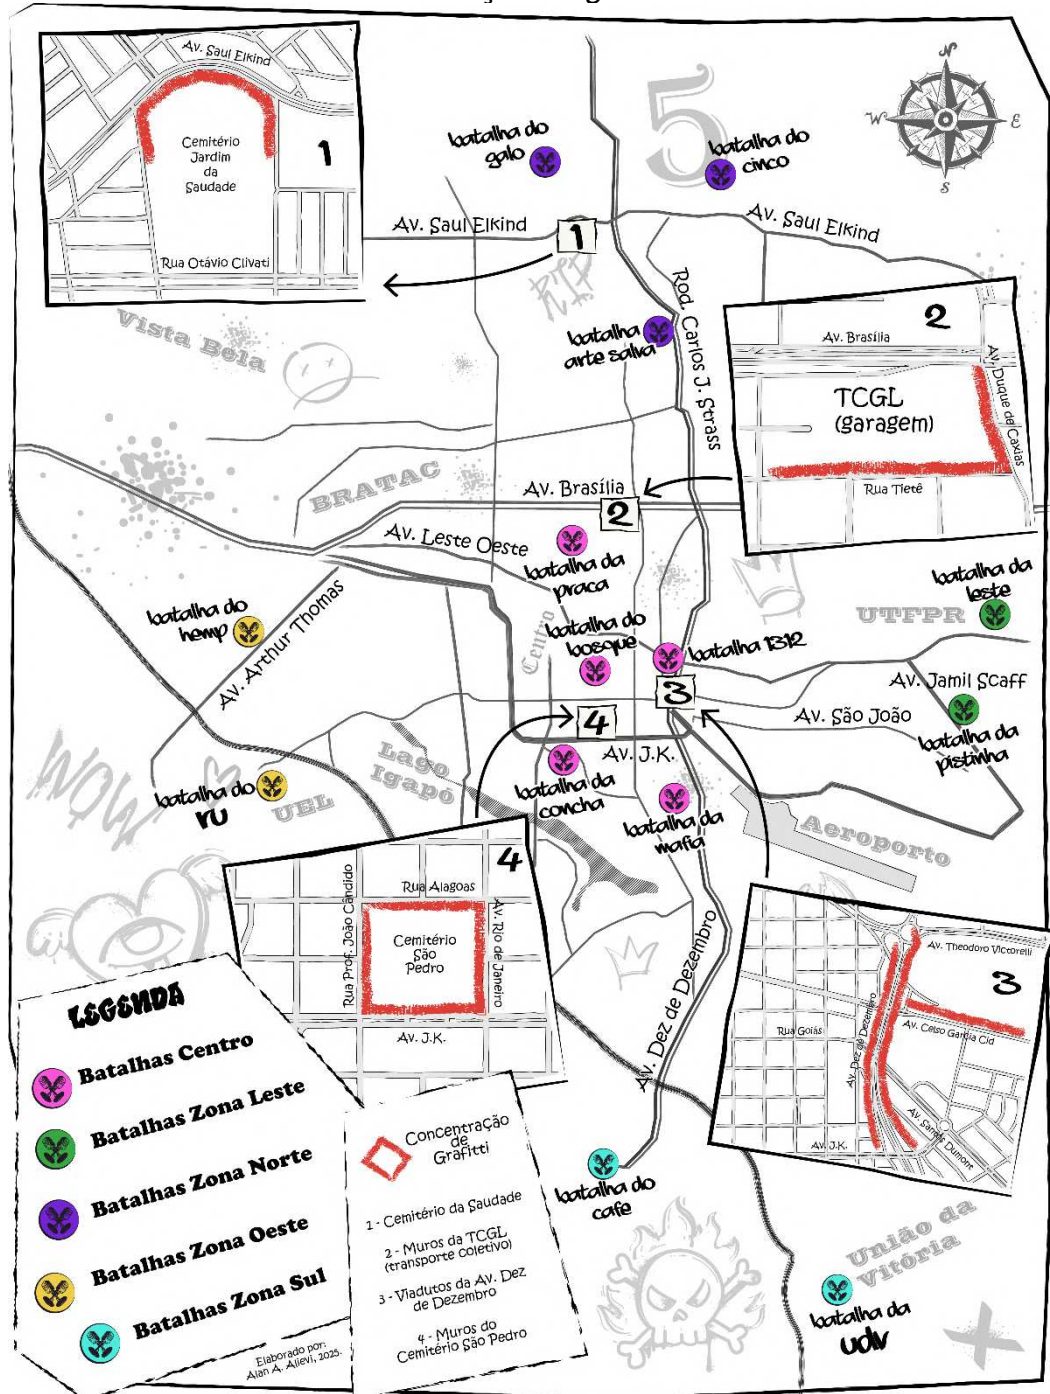 Av. Saul Elkind
Cemitério
Jardim
da
Saudade
1
Rua Otávio Clivati
5
N
W
E
S
batalha do
galo
batalha do
cinco
Av. Saul Elkind
1
Av. Saul Elkind
Vista Bela
batalha
arte salva
Rod. Carlos J. Strass
2
Av. Brasília
TCGL
(garagem)
Av. Duque de Caxias
Rua Tietê
BRATAC
Av. Brasília
2
Av. Leste Oeste
batalha da
praca
batalha da
leste
UTFPR
batalha do
hemp
Av. Arthur Thomas
Centro
batalha do
bosque
batalha 1312
3
Av. Jamil Scaff
Av. São João
batalha da
pistinha
4
Av. J.K.
WOW
Lago
Igapó
batalha do
ru
UEL
batalha da
concha
batalha da
mafia
Aeroporto
4
Rua Alagoas
Rua Prof. João Cândido
Cemitério
São
Pedro
Av. Rio de Janeiro
Av. J.K.
Av. Dez de Dezembro
Av. Theodoro Victorelli
3
Rua Goiás
Av. Dez de Dezembro
Av. Celso Garcia Cid
Av. Santos Dumont
Av. J.K.
LEGENDA
Batalhas Centro
Batalhas Zona Leste
Batalhas Zona Norte
Batalhas Zona Oeste
Batalhas Zona Sul
Elaborado por:
Alan A. Alievi, 2025.
Concentração
de
Grafitti
1 - Cemitério da Saudade
2 - Muros da TCGL
(transporte coletivo)
3 - Viadutos da Av. Dez
de Dezembro
4 - Muros do
Cemitério São Pedro
batalha do
cafe
União da
Vitória
batalha da
udv